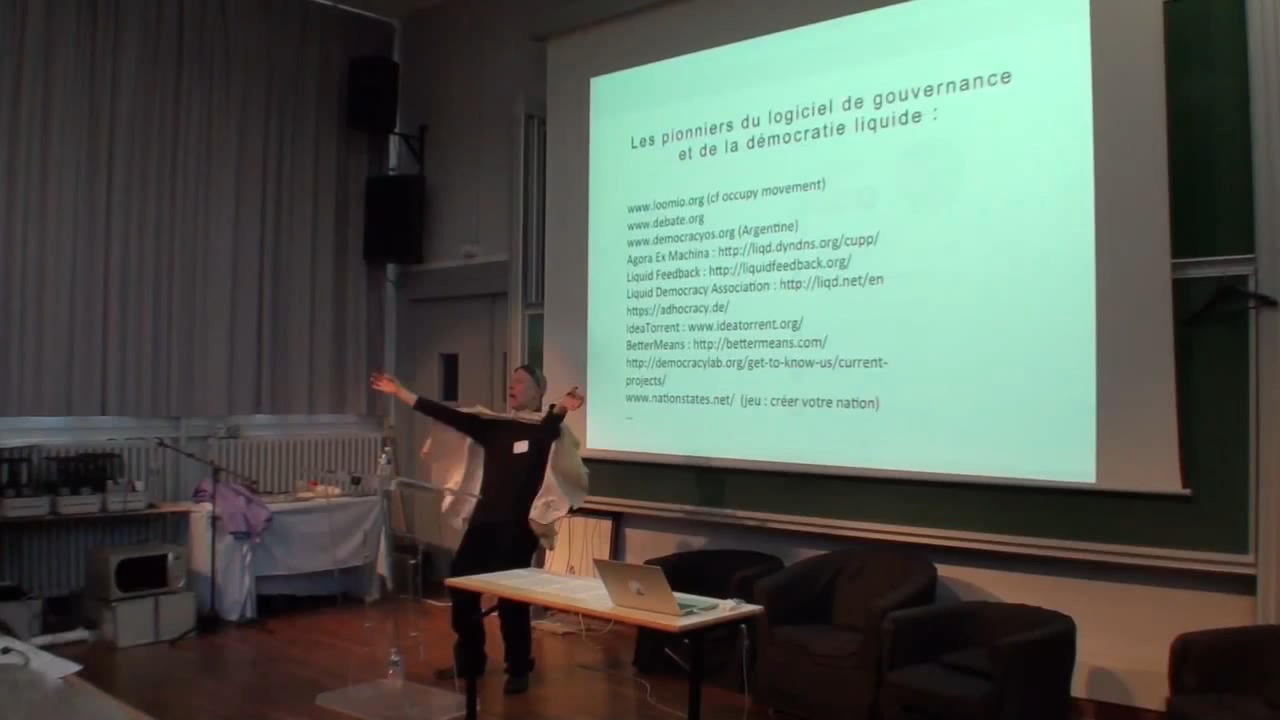 Les pionniers du logiciel de gouvernance
et de la démocratie liquide :
www.loomio.org (cf occupy movement)
www.debate.org
www.democracyos.org (Argentine)
Agora Ex Machina : http://liqd.dyndns.org/cupp/
Liquid Feedback : http://liquidfeedback.org/
Liquid Democracy Association : http://liqd.net/en
https://adhocracy.de/
IdeaTorrent : www.ideatorrent.org/
BetterMeans : http://bettermeans.com/
http://democracylab.org/get-to-know-us/current-
projects/
www.nationstates.net/ (jeu : créer votre nation)
...